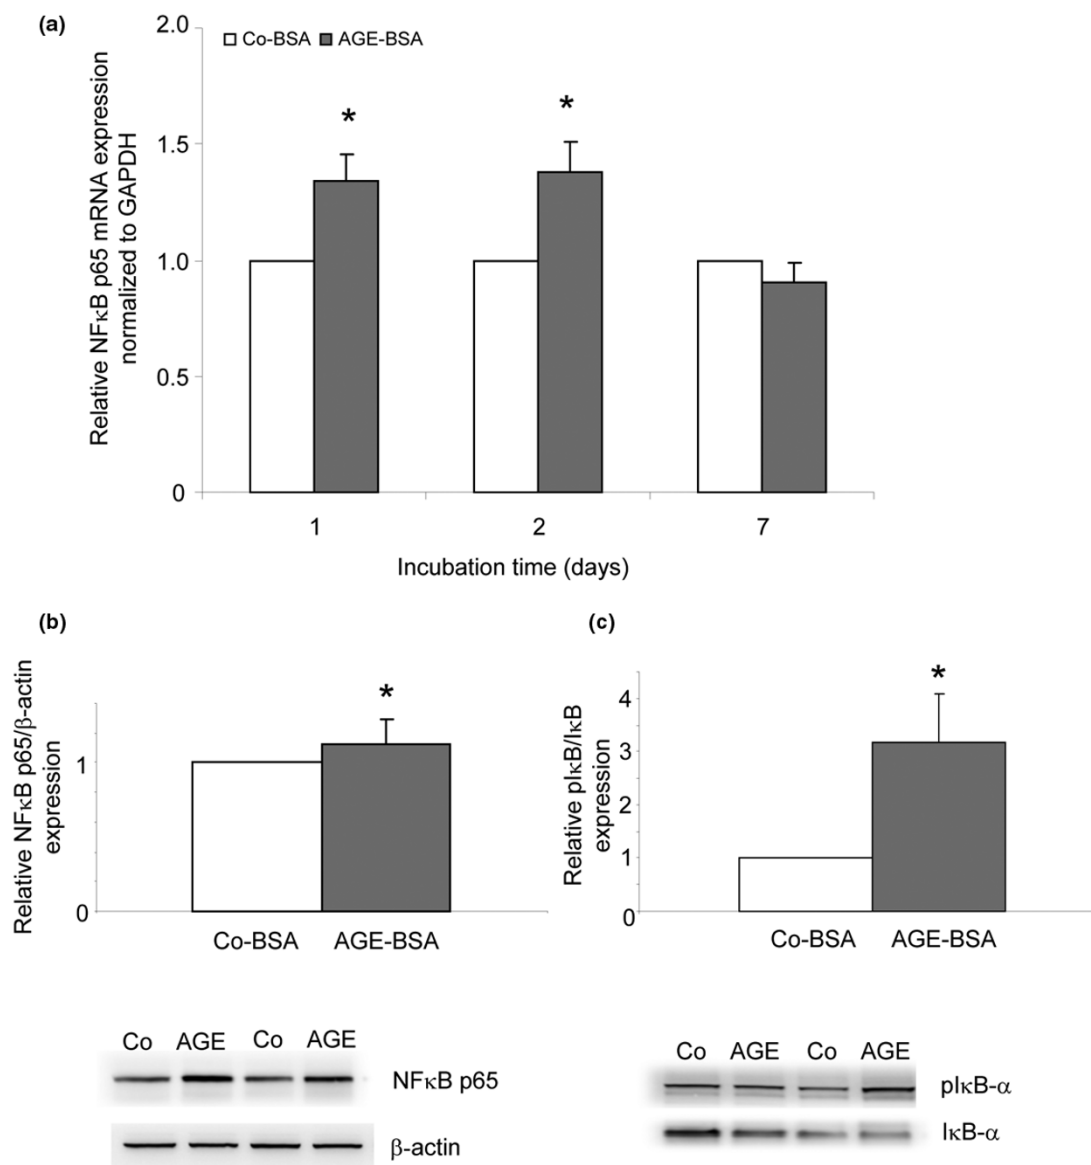 (a)
Relative NFκB p65 mRNA expression
normalized to GAPDH
2.0
1.5
1.0
0.5
0
Co-BSA AGE-BSA
*
*
1 2 7
Incubation time (days)
(b)
Relative NFκB p65/β-actin
expression
1
0
*
Co-BSA AGE-BSA
Co AGE Co AGE
NFκB p65
β-actin
(c)
Relative pIκB/IκB
expression
4
3
2
1
0
*
Co-BSA AGE-BSA
Co AGE Co AGE
pIκB-α
IκB-α